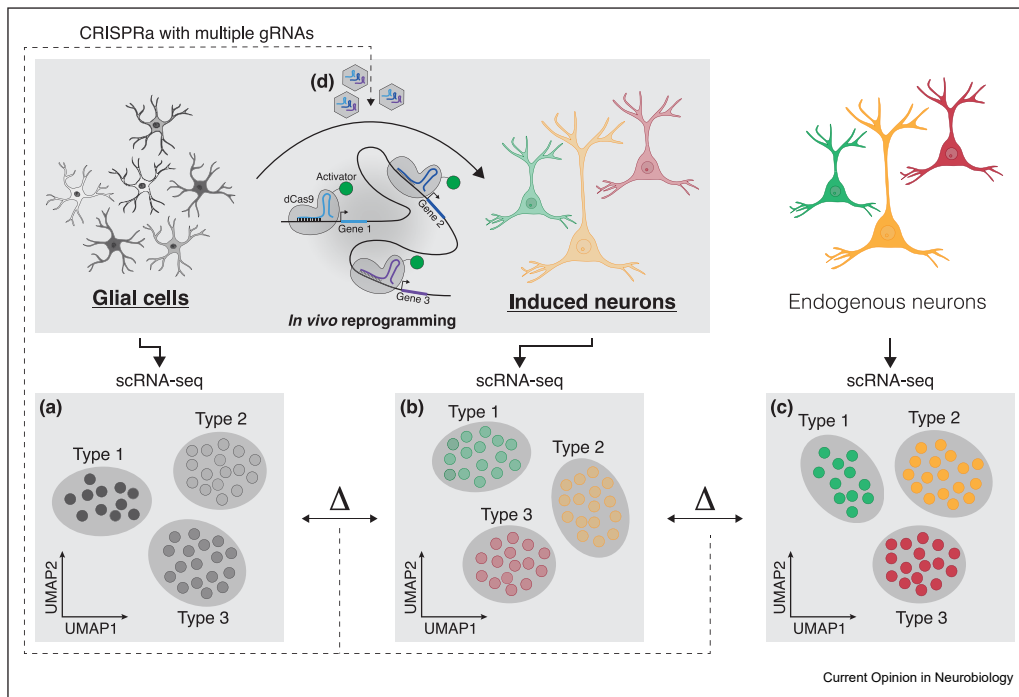 CRISPRa with multiple gRNAs
(d)
Activator
dCas9
Gene 1
Gene 2
Gene 3
Glial cells
In vivo reprogramming
Induced neurons
Endogenous neurons
scRNA-seq
scRNA-seq
scRNA-seq
(a)
Type 1
Type 2
Type 3
UMAP2
UMAP1
Δ
(b)
Type 1
Type 2
Type 3
UMAP2
UMAP1
Δ
(c)
Type 1
Type 2
Type 3
UMAP2
UMAP1
Current Opinion in Neurobiology